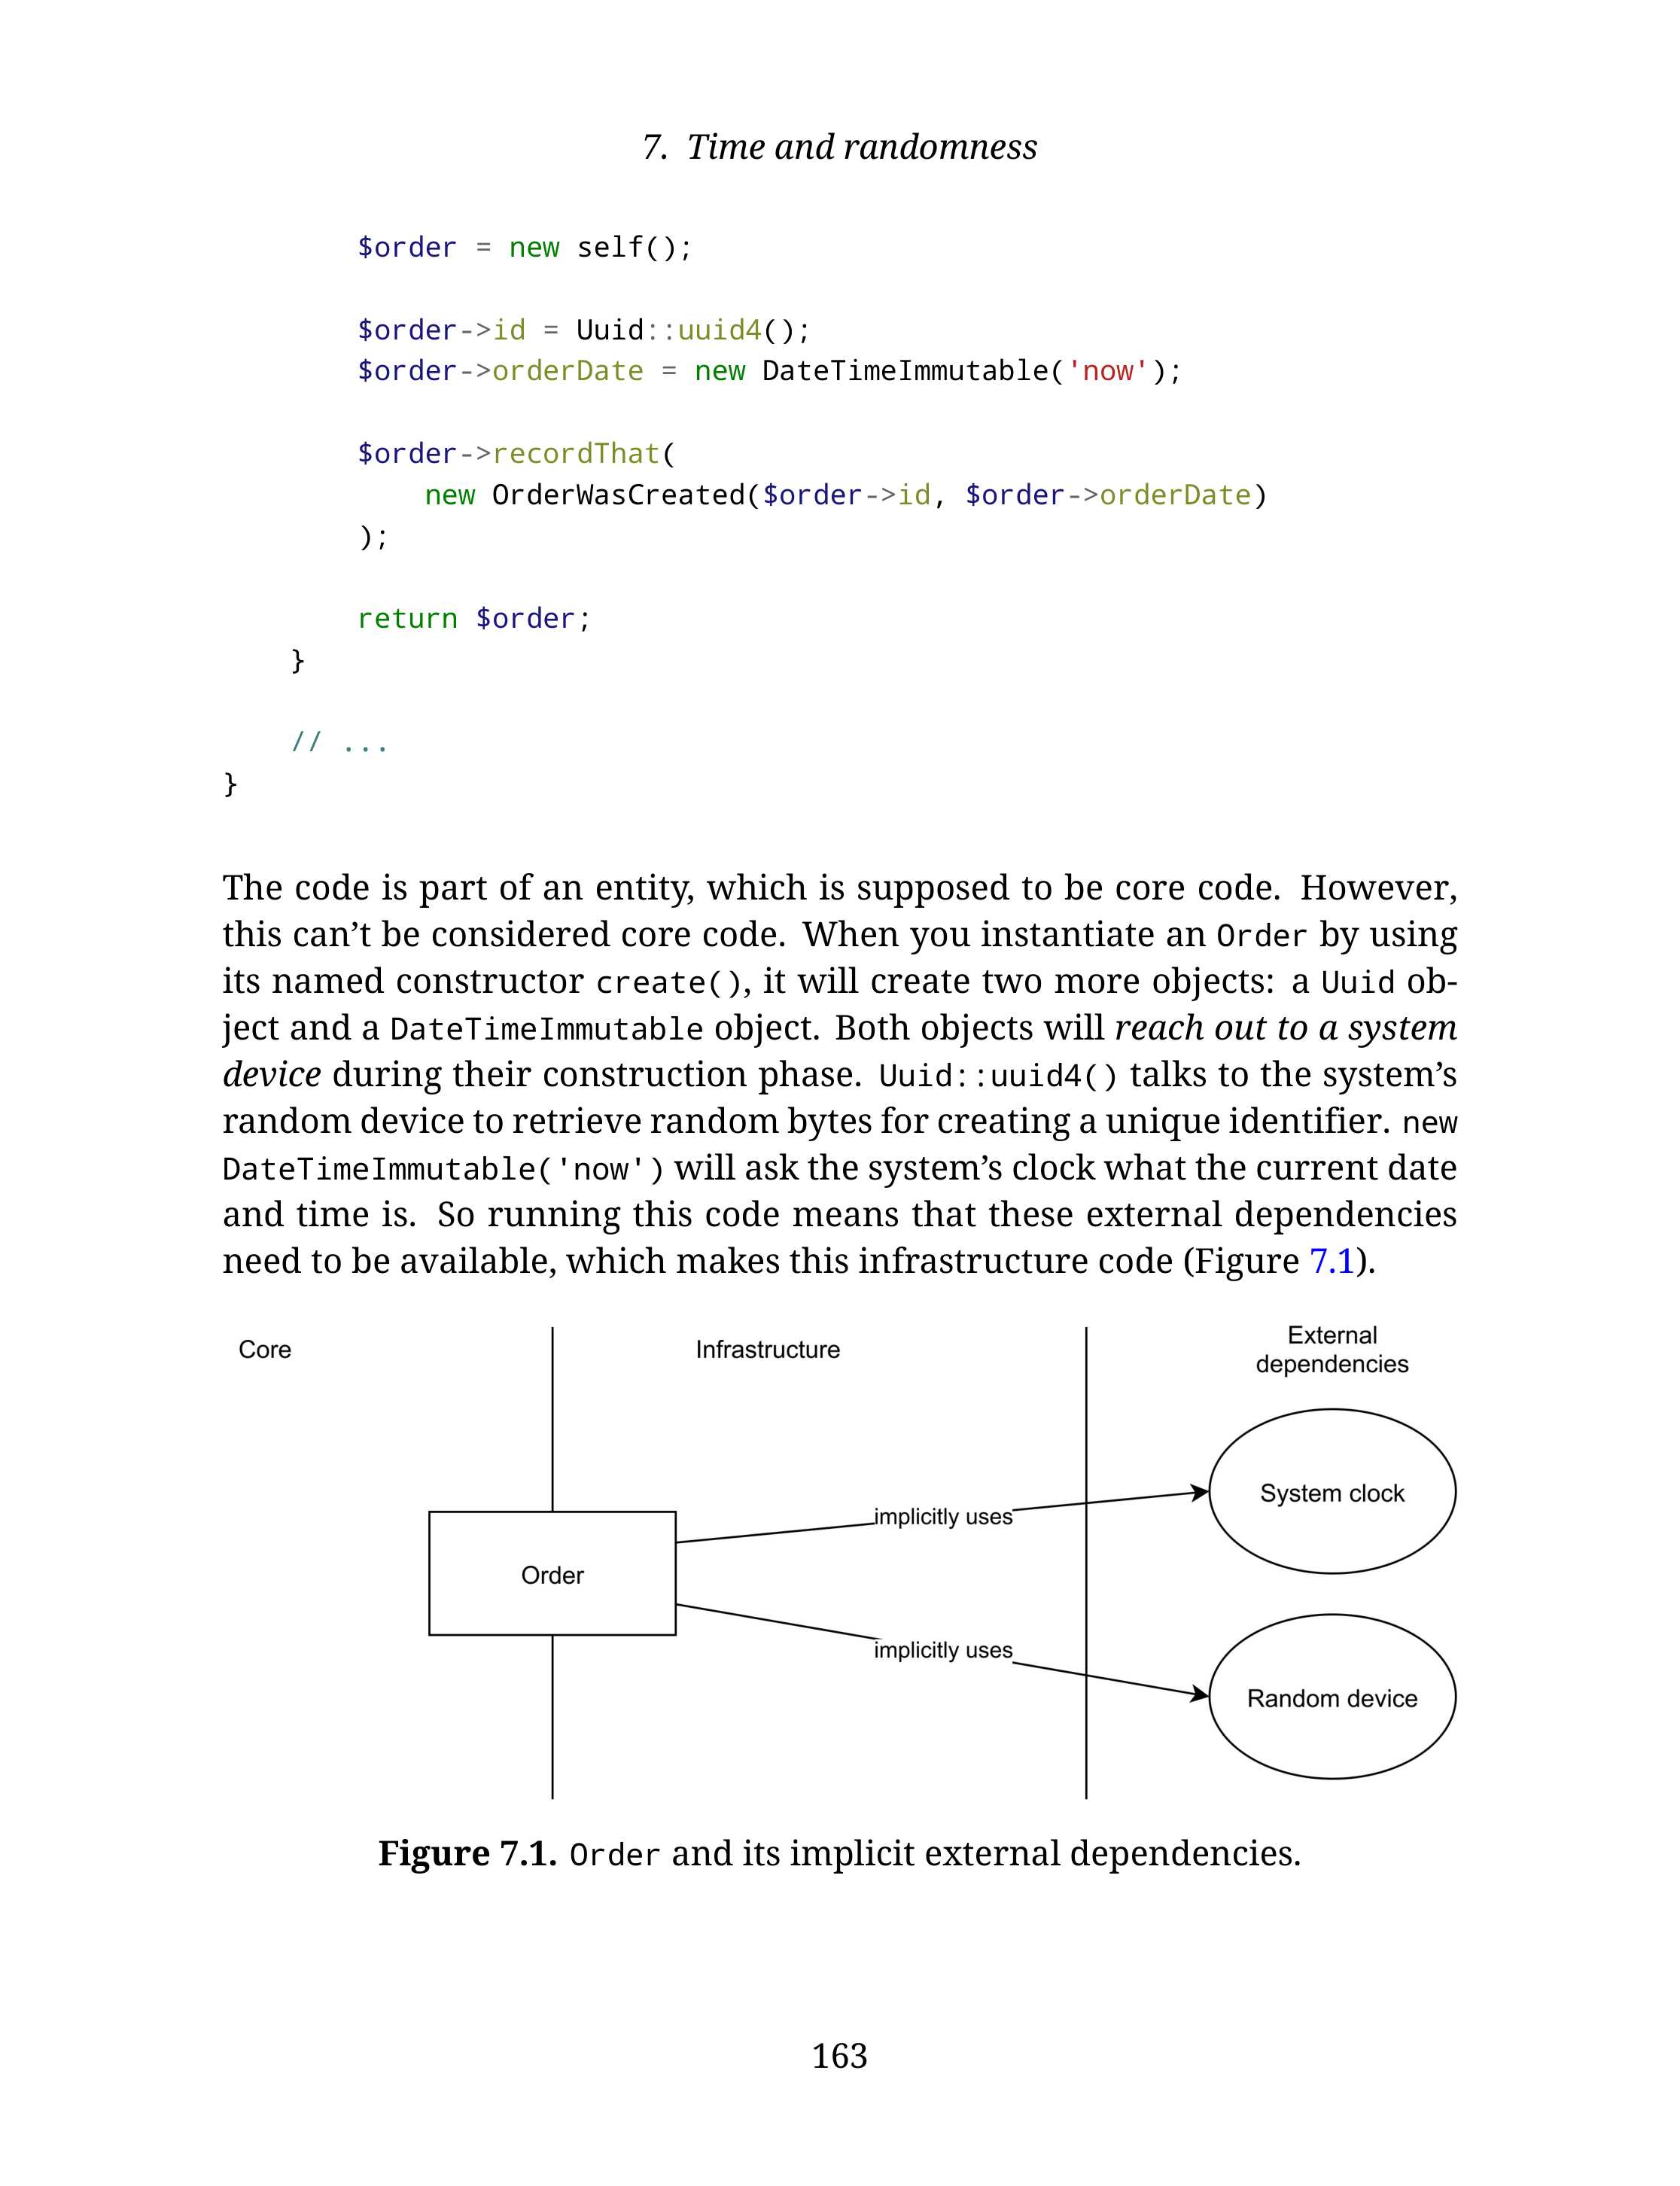 7. Time and randomness
$order = new self();
$order->id = Uuid::uuid4();
$order->orderDate = new DateTimeImmutable('now');
$order->recordThat(
new OrderWasCreated($order->id, $order->orderDate)
);
return $order;
}
// ...
}
The code is part of an entity, which is supposed to be core code. However,
this can’t be considered core code. When you instantiate an Order by using
its named constructor create(), it will create two more objects: a Uuid ob-
ject and a DateTimeImmutable object. Both objects will reach out to a system
device during their construction phase. Uuid::uuid4() talks to the system’s
random device to retrieve random bytes for creating a unique identifier. new
DateTimeImmutable('now') will ask the system’s clock what the current date
and time is. So running this code means that these external dependencies
need to be available, which makes this infrastructure code (Figure 7.1).
Core
Infrastructure
External
dependencies
System clock
implicitly uses
Order
implicitly uses
Random device
Figure 7.1. Order and its implicit external dependencies.
163